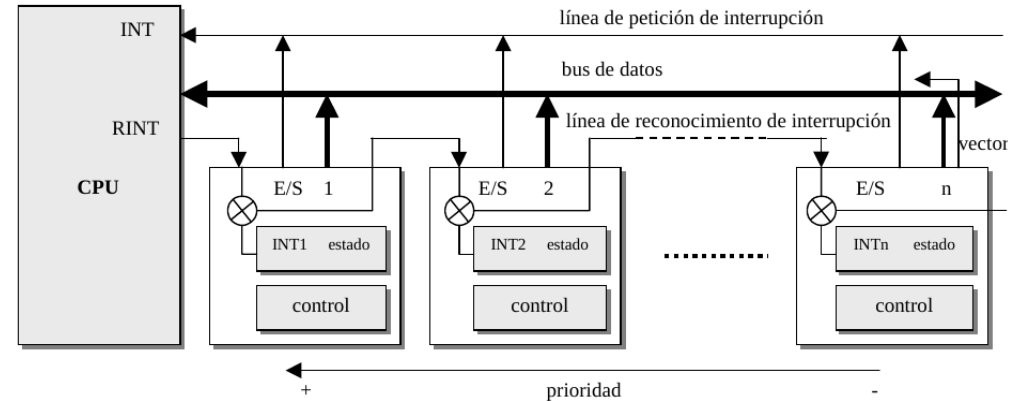 INT
línea de petición de interrupción
bus de datos
RINT
línea de reconocimiento de interrupción
vector
CPU
E/S 1
E/S 2
E/S n
INT1 estado
INT2 estado
INTn estado
control
control
control
+ prioridad -